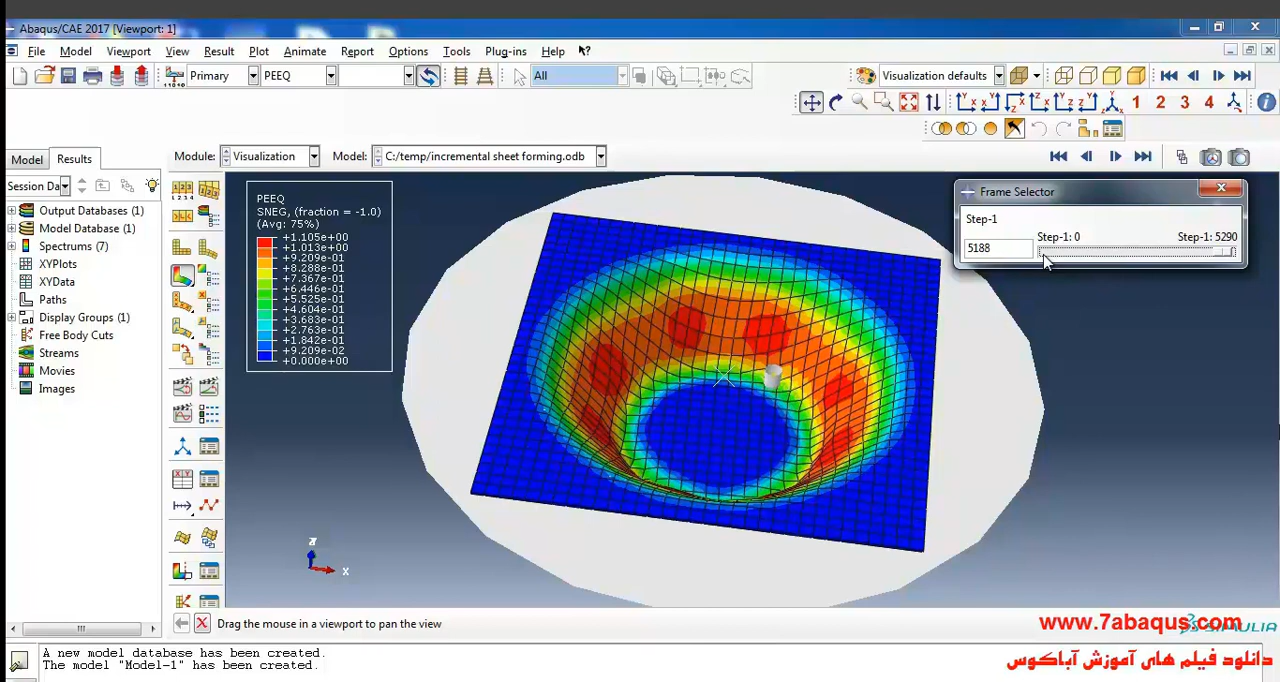 Abaqus/CAE 2017 [Viewport: 1]
File Model Viewport View Result Plot Animate Report Options Tools Plug-ins Help
Primary PEEQ All Visualization defaults
1 2 3 4
Model Results Module: Visualization Model: C:/temp/incremental sheet forming.odb
Session Da
Output Databases (1)
Model Database (1)
Spectrums (7)
XYPlots
XYData
Paths
Display Groups (1)
Free Body Cuts
Streams
Movies
Images
PEEQ
SNEG, (fraction = -1.0)
(Avg: 75%)
+1.105e+00
+1.013e+00
+9.209e-01
+8.288e-01
+7.367e-01
+6.446e-01
+5.525e-01
+4.604e-01
+3.683e-01
+2.763e-01
+1.842e-01
+9.209e-02
+0.000e+00
Frame Selector
Step-1
Step-1: 0 Step-1: 5290
5188
X
Drag the mouse in a viewport to pan the view
www.7abaqus.com
SIMULIA
A new model database has been created.
The model "Model-1" has been created.
دانلود فیلم های آموزش آباکوس